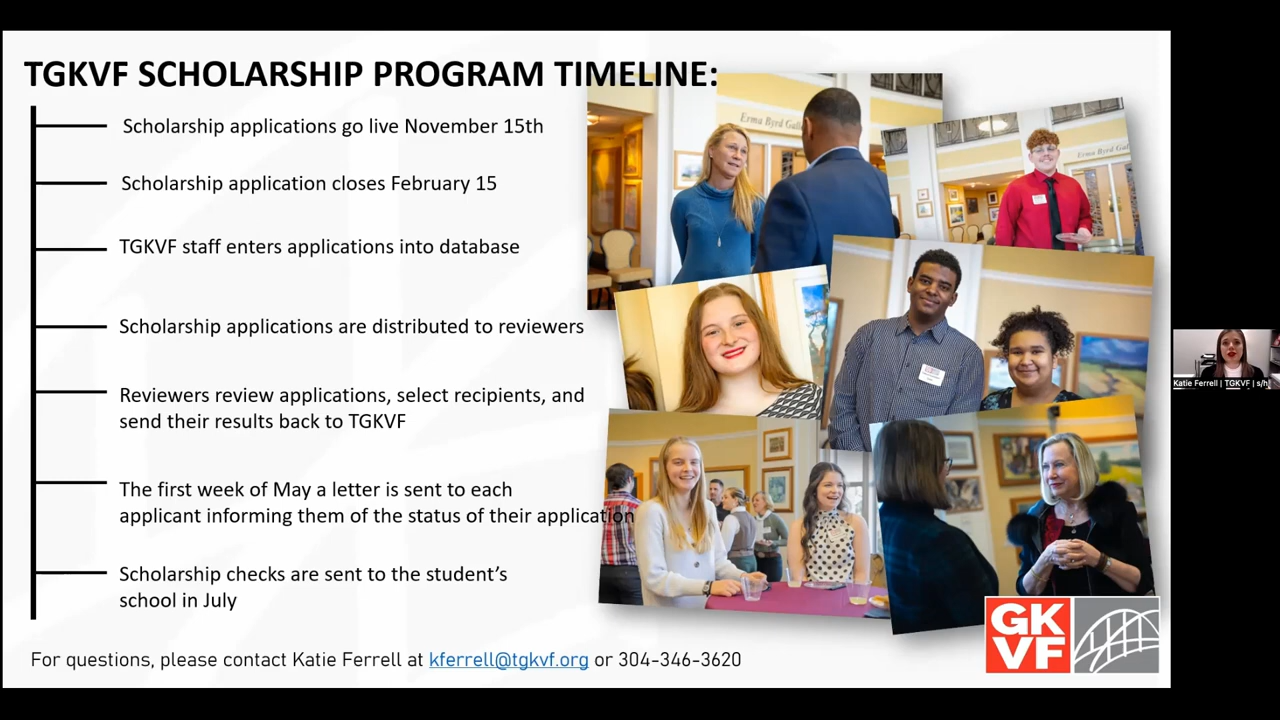 TGKVF SCHOLARSHIP PROGRAM TIMELINE:
Scholarship applications go live November 15th
Scholarship application closes February 15
TGKVF staff enters applications into database
Scholarship applications are distributed to reviewers
Reviewers review applications, select recipients, and
send their results back to TGKVF
The first week of May a letter is sent to each
applicant informing them of the status of their application
Scholarship checks are sent to the student's
school in July
For questions, please contact Katie Ferrell at kferrell@tgkvf.org or 304-346-3620
Erma Byrd Gall
Erma Byrd Gal
GK
VF
Katie Ferrell | TGKVF | s/h